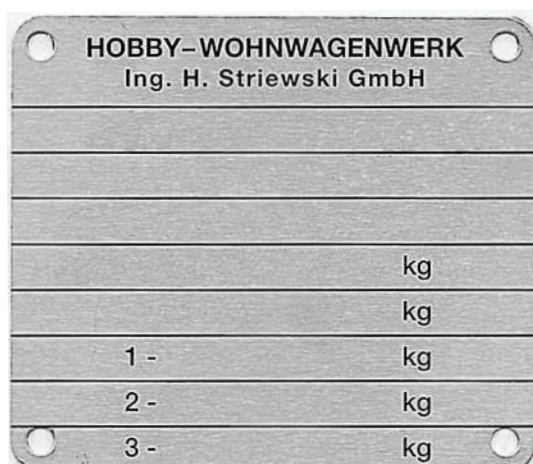 HOBBY–WOHNWAGENWERK
Ing. H. Striewski GmbH
kg
kg
1 - kg
2 - kg
3 - kg